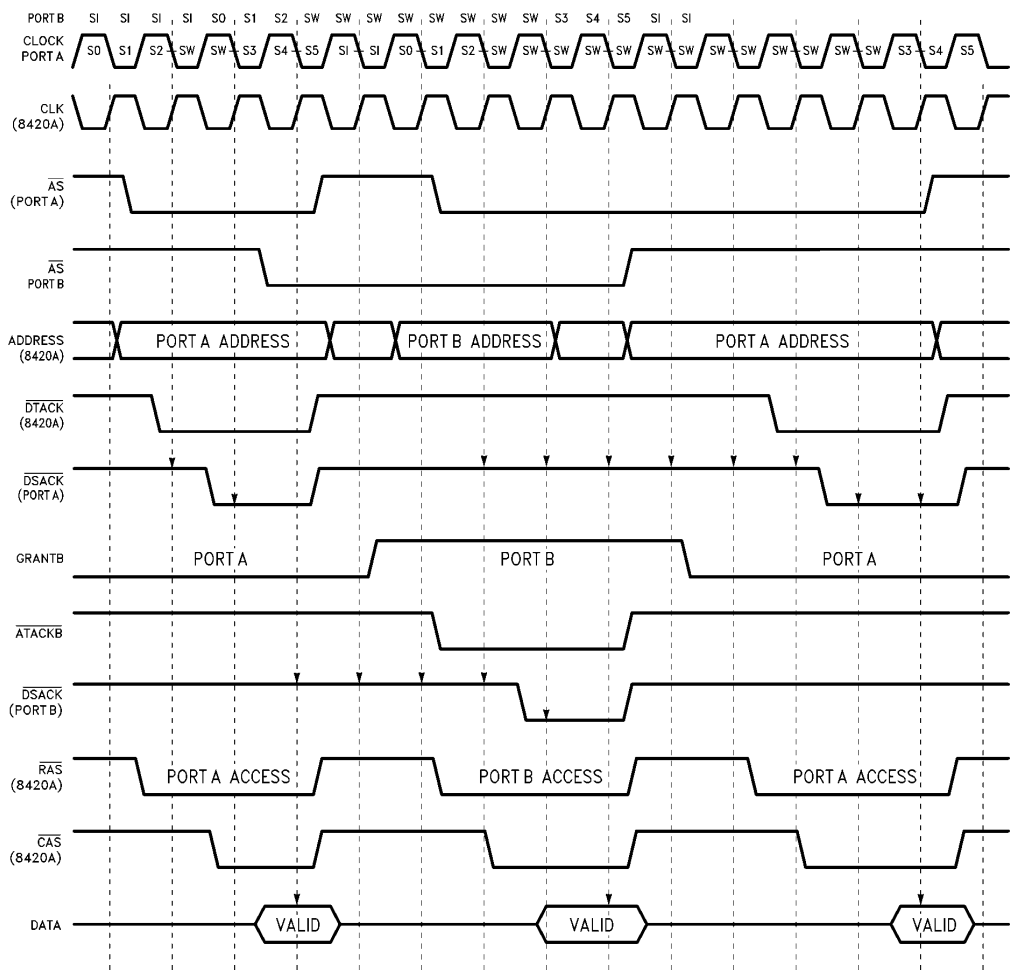 PORT B SI SI SI SI S0 S1 S2 SW SW SW SW SW SW SW SW S3 S4 S5 SI SI
CLOCK
PORT A
S0 S1 S2 SW SW S3 S4 S5 SI SI S0 S1 S2 SW SW SW SW SW SW SW SW SW SW SW SW SW S3 S4 S5
CLK
(8420A)
AS
(PORT A)
AS
PORT B
ADDRESS
(8420A)
PORT A ADDRESS PORT B ADDRESS PORT A ADDRESS
DTACK
(8420A)
DSACK
(PORT A)
GRANTB PORT A PORT B PORT A
ATACKB
DSACK
(PORT B)
RAS
(8420A)
PORT A ACCESS PORT B ACCESS PORT A ACCESS
CAS
(8420A)
DATA VALID VALID VALID